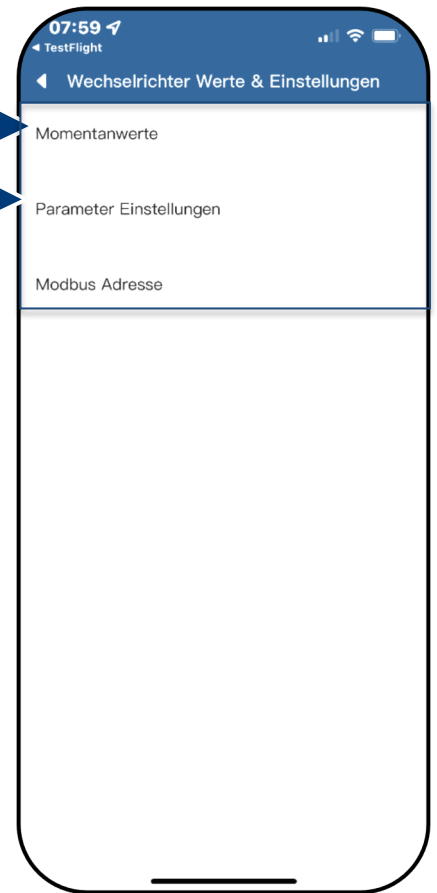 07:59
◀ TestFlight
Wechselrichter Werte & Einstellungen
Momentanwerte
Parameter Einstellungen
Modbus Adresse